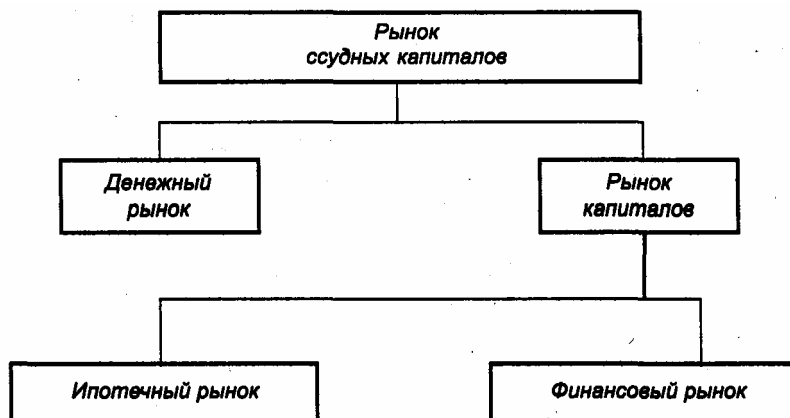 Рынок
ссудных капиталов
Денежный
рынок
Рынок
капиталов
Ипотечный рынок
Финансовый рынок